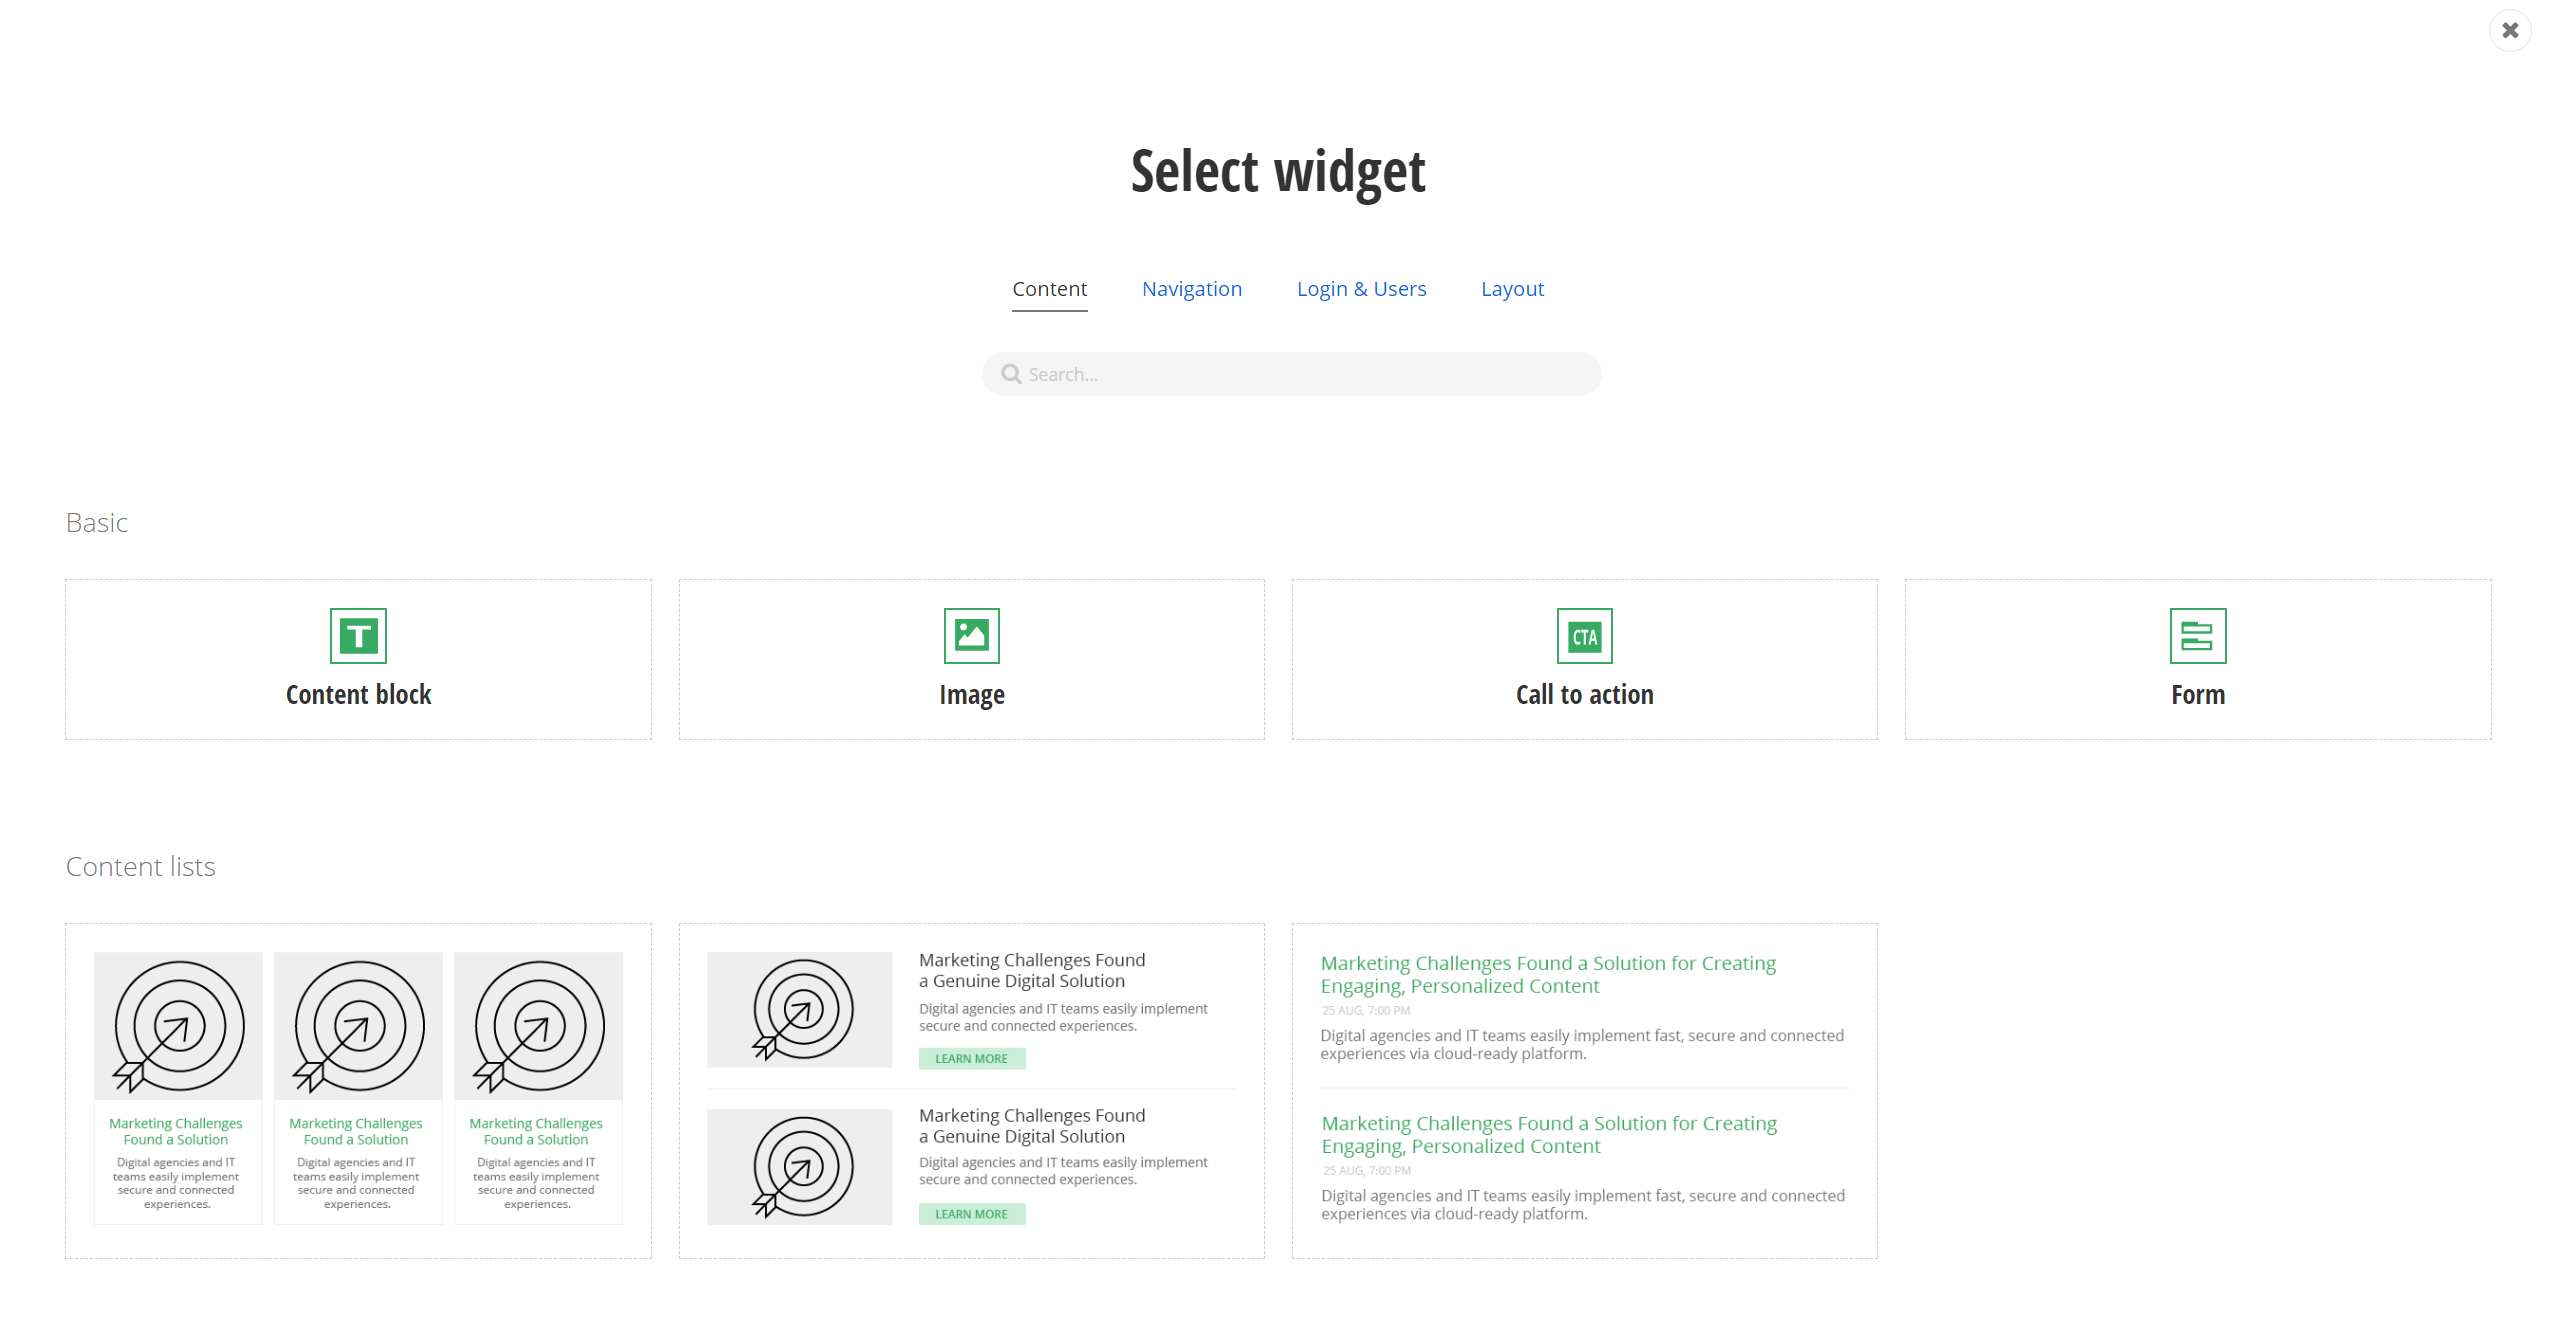 Select widget
Content Navigation Login & Users Layout
Search...
Basic
T
Content block
Image
CTA
Call to action
Form
Content lists
Marketing Challenges
Found a Solution
Digital agencies and IT
teams easily implement
secure and connected
experiences.
Marketing Challenges
Found a Solution
Digital agencies and IT
teams easily implement
secure and connected
experiences.
Marketing Challenges
Found a Solution
Digital agencies and IT
teams easily implement
secure and connected
experiences.
Marketing Challenges Found
a Genuine Digital Solution
Digital agencies and IT teams easily implement
secure and connected experiences.
LEARN MORE
Marketing Challenges Found
a Genuine Digital Solution
Digital agencies and IT teams easily implement
secure and connected experiences.
LEARN MORE
Marketing Challenges Found a Solution for Creating
Engaging, Personalized Content
25 AUG, 7:00 PM
Digital agencies and IT teams easily implement fast, secure and connected
experiences via cloud-ready platform.
Marketing Challenges Found a Solution for Creating
Engaging, Personalized Content
25 AUG, 7:00 PM
Digital agencies and IT teams easily implement fast, secure and connected
experiences via cloud-ready platform.